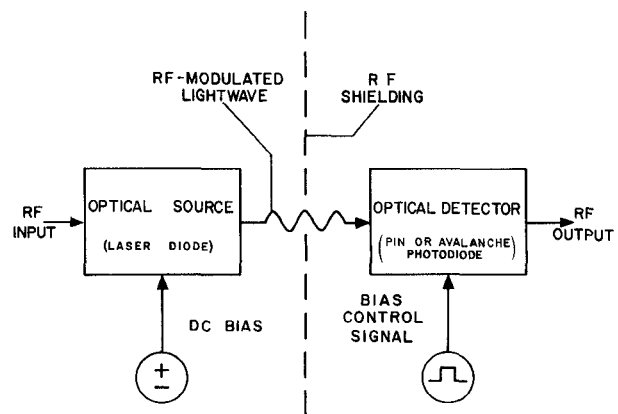 RF-MODULATED
LIGHTWAVE
R F
SHIELDING
RF
INPUT
OPTICAL SOURCE
(LASER DIODE)
OPTICAL DETECTOR
(PIN OR AVALANCHE
PHOTODIODE)
RF
OUTPUT
DC BIAS
BIAS
CONTROL
SIGNAL
+
−